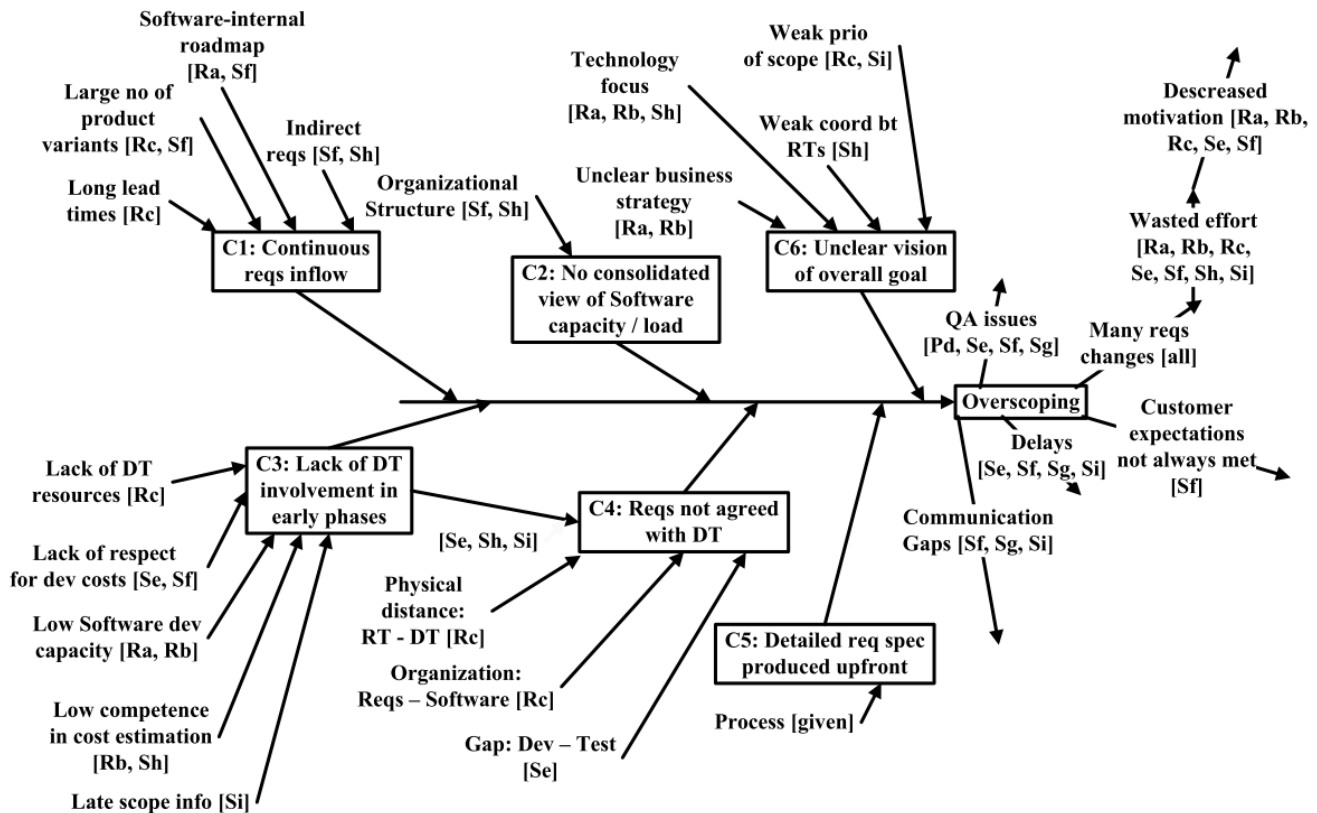 Software-internal
roadmap
[Ra, Sf]
Large no of
product
variants [Rc, Sf]
Long lead
times [Rc]
Indirect
reqs [Sf, Sh]
C1: Continuous
reqs inflow
Organizational
Structure [Sf, Sh]
C2: No consolidated
view of Software
capacity / load
Weak prio
of scope [Rc, Si]
Technology
focus
[Ra, Rb, Sh]
Weak coord bt
RTs [Sh]
Unclear business
strategy
[Ra, Rb]
C6: Unclear vision
of overall goal
Descreased
motivation [Ra, Rb,
Rc, Se, Sf]
Wasted effort
[Ra, Rb, Rc,
Se, Sf, Sh, Si]
QA issues
[Pd, Se, Sf, Sg]
Many reqs
changes [all]
Overscoping
Customer
expectations
not always met
[Sf]
Delays
[Se, Sf, Sg, Si]
Communication
Gaps [Sf, Sg, Si]
Lack of DT
resources [Rc]
C3: Lack of DT
involvement in
early phases
Lack of respect
for dev costs [Se, Sf]
Low Software dev
capacity [Ra, Rb]
Low competence
in cost estimation
[Rb, Sh]
Late scope info [Si]
[Se, Sh, Si]
C4: Reqs not agreed
with DT
Physical
distance:
RT - DT [Rc]
Organization:
Reqs – Software [Rc]
Gap: Dev – Test
[Se]
C5: Detailed req spec
produced upfront
Process [given]